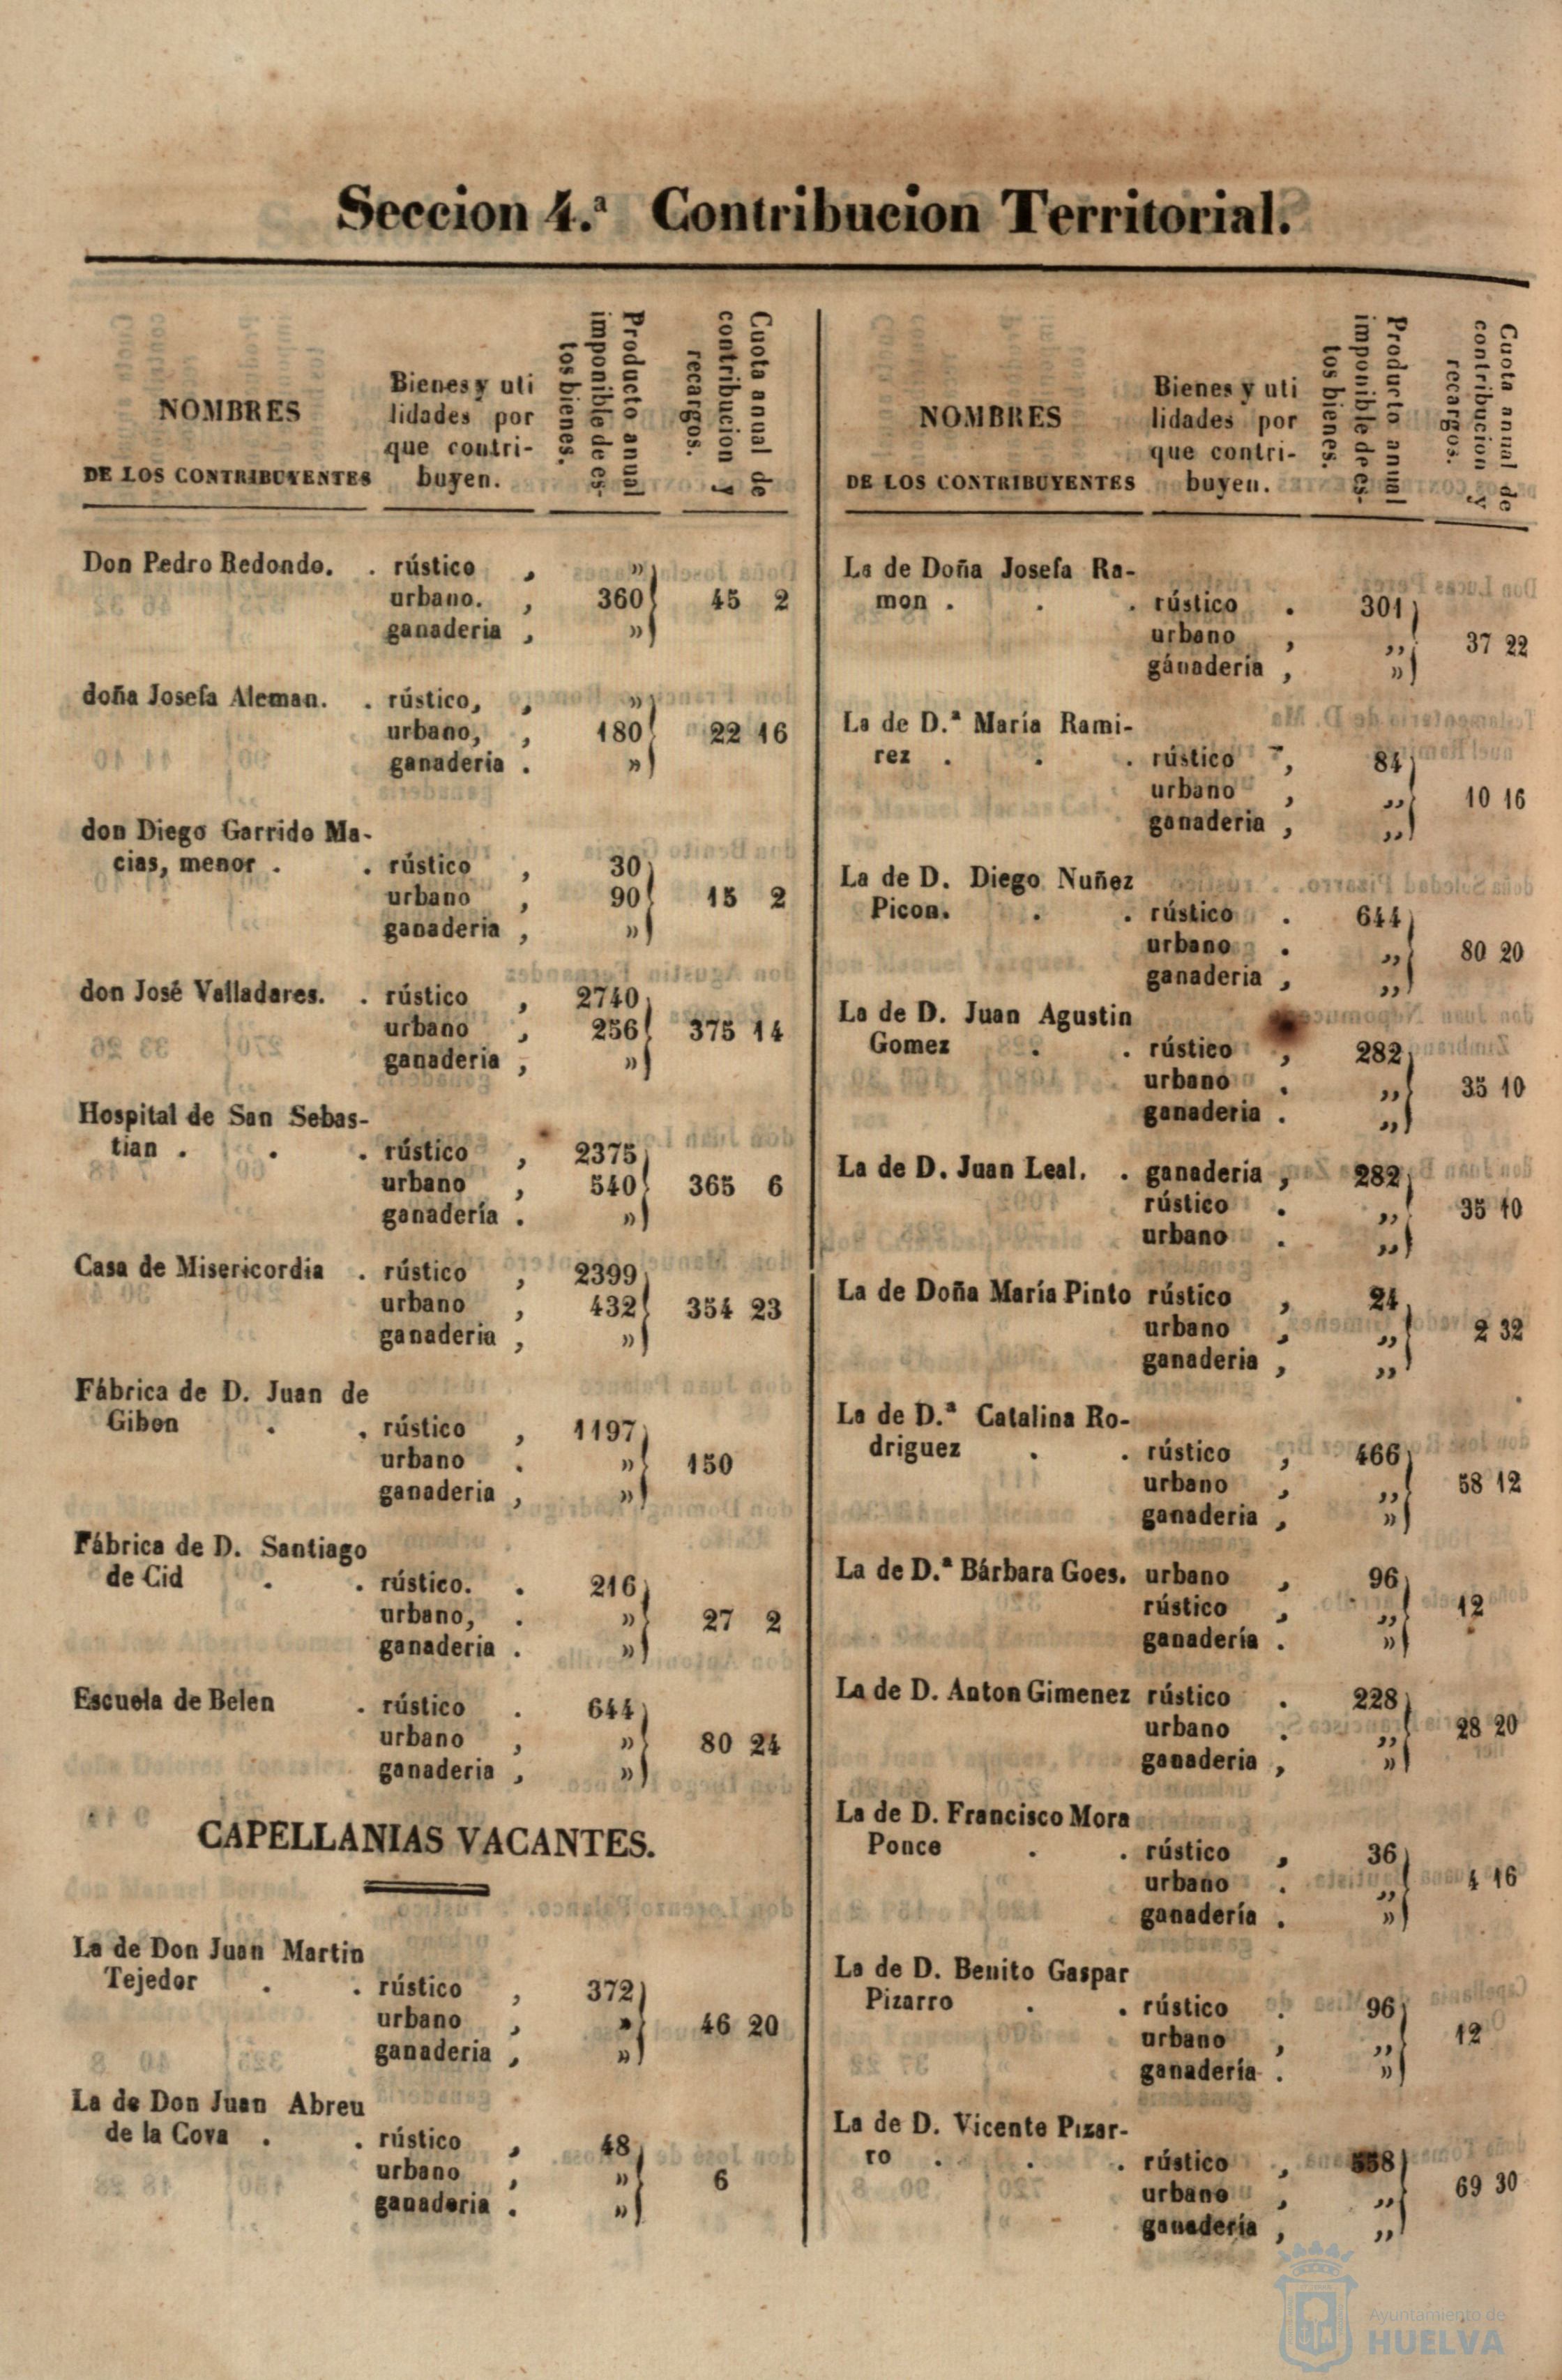 Seccion 4.ª Contribucion Territorial.
NOMBRES
DE LOS CONTRIBUYENTES
Bienes y uti
lidades por
que contri-
buyen.
Producto anual
imponible de es-
tos bienes.
Cuota anual de
contribucion y
recargos.
Don Pedro Redondo. . rústico , »
urbano. , 360 45 2
ganaderia , »
doña Josefa Aleman. . rústico, , »
urbano, , 180 22 16
ganaderia . »
don Diego Garrido Ma-
cias, menor . . rústico , 30
urbano , 90 15 2
ganaderia , »
don José Valladares. . rústico , 2740
urbano , 256 375 14
ganaderia , »
Hospital de San Sebas-
tian . . . rústico , 2375
urbano , 540 365 6
ganadería . »
Casa de Misericordia . rústico , 2399
urbano , 432 354 23
ganaderia , »
Fábrica de D. Juan de
Gibon . . rústico , 1197
urbano . » 150
ganaderia , »
Fábrica de D. Santiago
de Cid . . rústico. . 216
urbano, . » 27 2
ganaderia . »
Escuela de Belen . rústico . 644
urbano , » 80 24
ganaderia , »
CAPELLANIAS VACANTES.
La de Don Juan Martin
Tejedor . . rústico , 372
urbano , » 46 20
ganaderia , »
La de Don Juan Abreu
de la Cova . . rústico , 48
urbano , » 6
ganaderia . »
NOMBRES
DE LOS CONTRIBUYENTES
Bienes y uti
lidades por
que contri-
buyen.
Producto anual
imponible de es-
tos bienes.
Cuota anual de
contribucion y
recargos.
La de Doña Josefa Ra-
mon . . . rústico . 301
urbano , ,, 37 22
ganaderia , »
La de D.ª María Rami-
rez . . . rústico , 84
urbano , ,, 10 16
ganaderia , ,,
La de D. Diego Nuñez
Picon. . . rústico . 644
urbano . ,, 80 20
ganaderia , ,,
La de D. Juan Agustin
Gomez . . rústico , 282
urbano . ,, 35 10
ganaderia . ,,
La de D. Juan Leal. . ganaderia , 282
rústico . ,, 35 10
urbano . ,,
La de Doña María Pinto rústico , 24
urbano , ,, 2 32
ganaderia , ,,
La de D.ª Catalina Ro-
driguez . . rústico , 466
urbano , ,, 58 12
ganaderia , »
La de D.ª Bárbara Goes. urbano , 96
rústico , ,, 12
ganadería . »
La de D. Anton Gimenez rústico . 228
urbano . ,, 28 20
ganaderia , »
La de D. Francisco Mora
Ponce . . rústico , 36
urbano . ,, 4 16
ganadería . »
La de D. Benito Gaspar
Pizarro . . rústico . 96
urbano , ,, 12
ganadería . »
La de D. Vicente Pizar-
ro . . . rústico , 558
urbano , ,, 69 30
ganadería , ,,
Ayuntamiento de
HUELVA